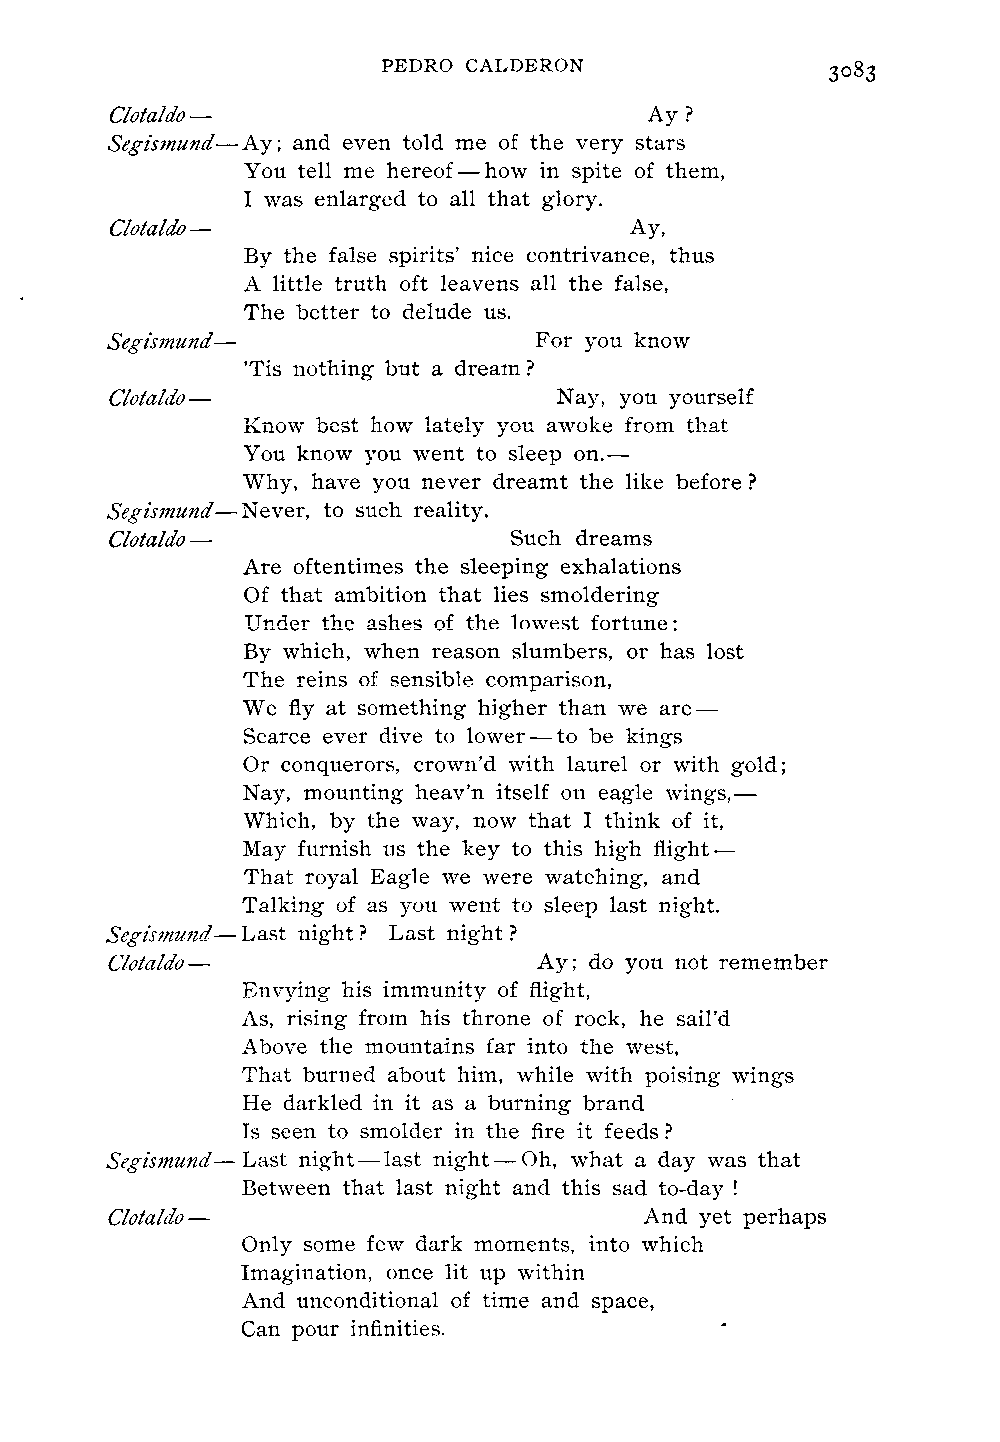 PEDRO CALDERON 3083
Clotaldo— Ay?
Segismund—Ay; and even told me of the very stars
You tell me hereof—how in spite of them,
I was enlarged to all that glory.
Clotaldo— Ay,
By the false spirits' nice contrivance, thus
A little truth oft leavens all the false,
The better to delude us.
Segismund— For you know
'Tis nothing but a dream?
Clotaldo— Nay, you yourself
Know best how lately you awoke from that
You know you went to sleep on.—
Why, have you never dreamt the like before?
Segismund—Never, to such reality.
Clotaldo— Such dreams
Are oftentimes the sleeping exhalations
Of that ambition that lies smoldering
Under the ashes of the lowest fortune:
By which, when reason slumbers, or has lost
The reins of sensible comparison,
We fly at something higher than we are—
Scarce ever dive to lower—to be kings
Or conquerors, crown'd with laurel or with gold;
Nay, mounting heav'n itself on eagle wings,—
Which, by the way, now that I think of it,
May furnish us the key to this high flight—
That royal Eagle we were watching, and
Talking of as you went to sleep last night.
Segismund—Last night? Last night?
Clotaldo— Ay; do you not remember
Envying his immunity of flight,
As, rising from his throne of rock, he sail'd
Above the mountains far into the west,
That burned about him, while with poising wings
He darkled in it as a burning brand
Is seen to smolder in the fire it feeds?
Segismund—Last night—last night—Oh, what a day was that
Between that last night and this sad to-day!
Clotaldo— And yet perhaps
Only some few dark moments, into which
Imagination, once lit up within
And unconditional of time and space,
Can pour infinities.